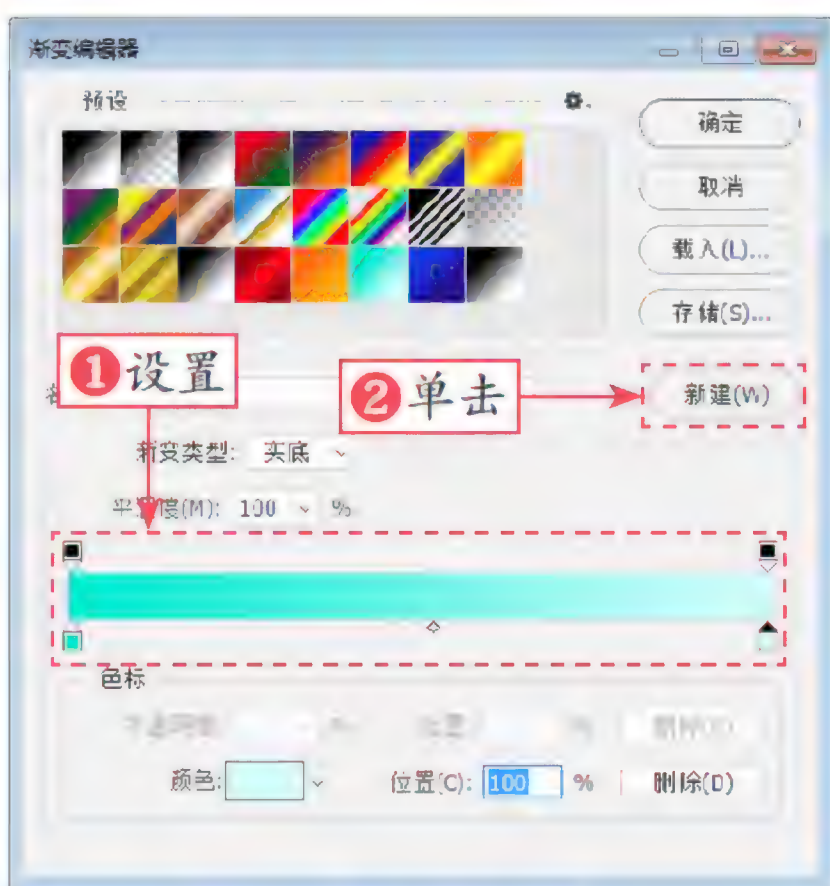 渐变编辑器
预设
确定
取消
载入(L)...
存储(S)...
❶设置
❷单击
新建(W)
渐变类型: 实底
平滑度(M): 100 %
色标
颜色: 位置(C): 100 % 删除(D)